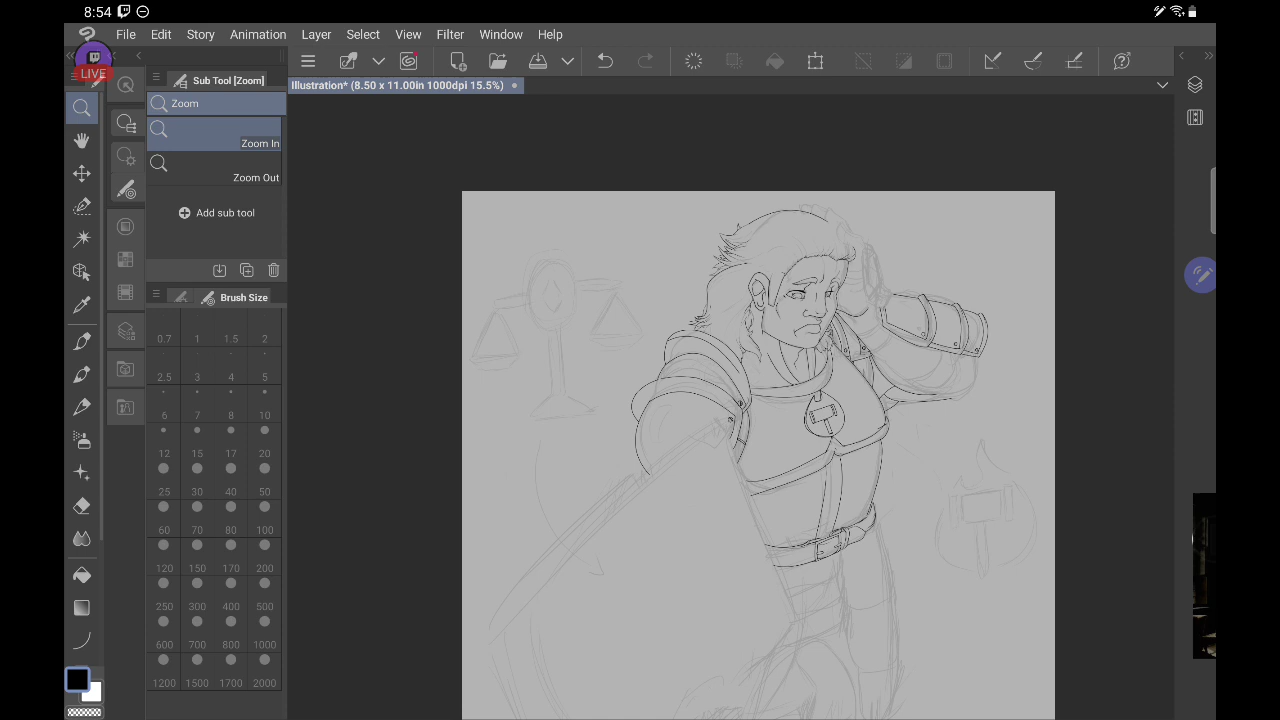 8:54
File Edit Story Animation Layer Select View Filter Window Help
LIVE
Sub Tool [Zoom]
Illustration* (8.50 x 11.00in 1000dpi 15.5%)
Zoom
Zoom In
Zoom Out
Add sub tool
Brush Size
0.7 1 1.5 2
2.5 3 4 5
6 7 8 10
12 15 17 20
25 30 40 50
60 70 80 100
120 150 170 200
250 300 400 500
600 700 800 1000
1200 1500 1700 2000